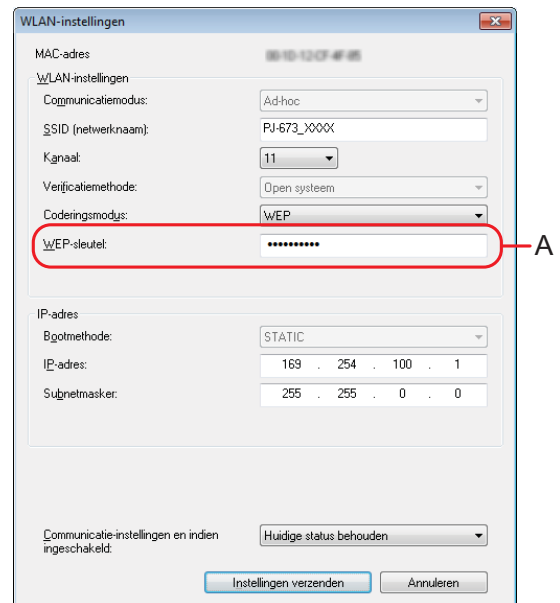 WLAN-instellingen
MAC-adres
WLAN-instellingen
Communicatiemodus: Ad-hoc
SSID (netwerknaam): PJ-673_XXXX
Kanaal: 11
Verificatiemethode: Open systeem
Coderingsmodus: WEP
WEP-sleutel: ••••••••••
A
IP-adres
Bootmethode: STATIC
IP-adres: 169 . 254 . 100 . 1
Subnetmasker: 255 . 255 . 0 . 0
Communicatie-instellingen en indien
ingeschakeld:
Huidige status behouden
Instellingen verzenden Annuleren